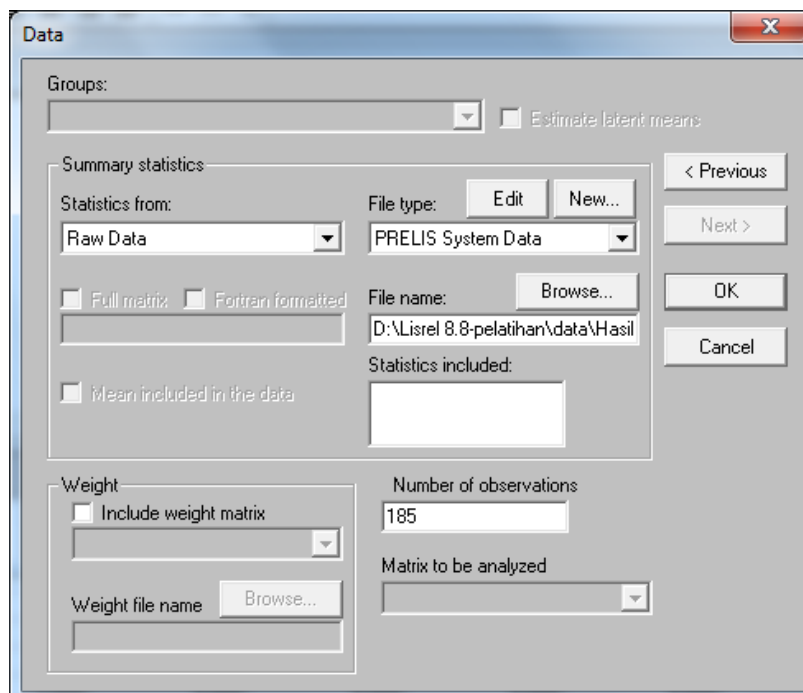 Data
Groups:
Estimate latent means
Summary statistics
< Previous
Statistics from:
File type:
Edit
New...
Raw Data
PRELIS System Data
Next >
Full matrix
Fortran formatted
File name:
Browse...
OK
D:\Lisrel 8.8-pelatihan\data\Hasil
Cancel
Statistics included:
Mean included in the data
Weight
Include weight matrix
Number of observations
185
Matrix to be analyzed
Weight file name
Browse...